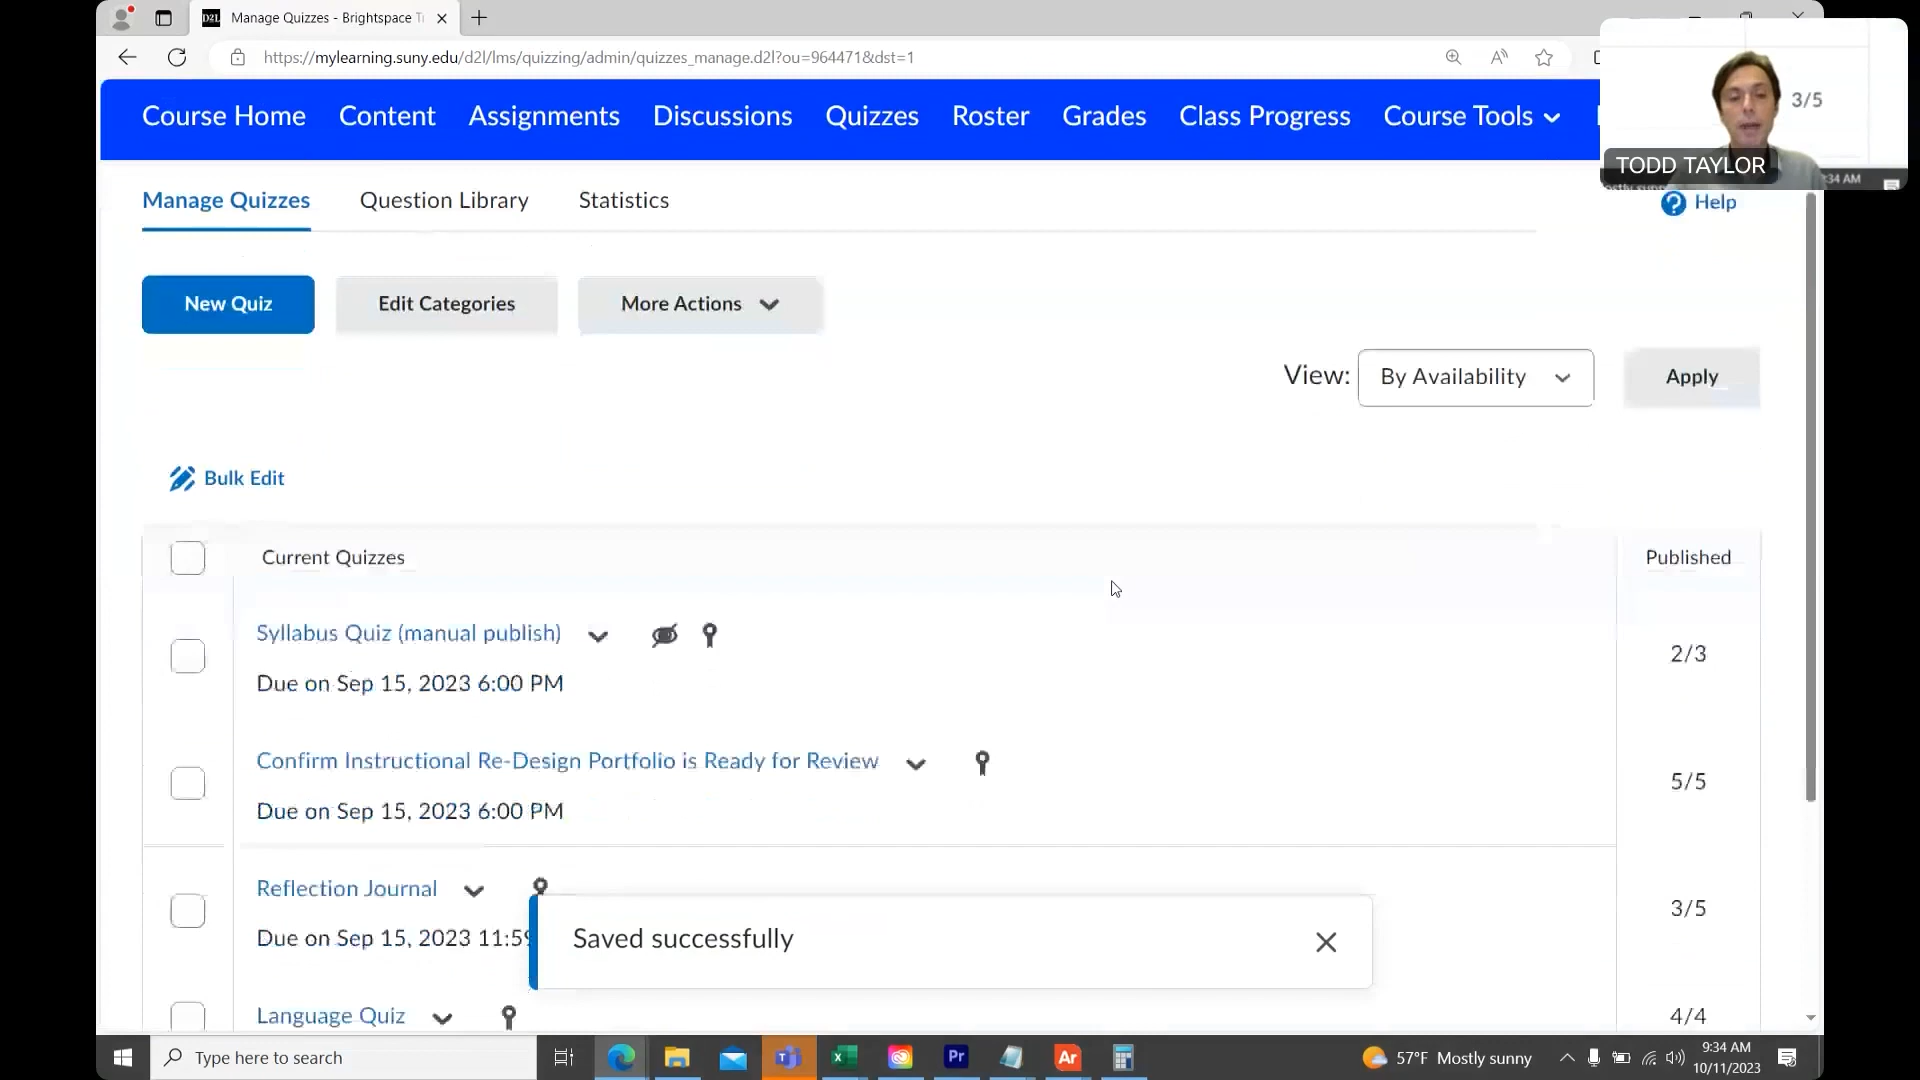 Manage Quizzes - Brightspace Tr
https://mylearning.suny.edu/d2l/lms/quizzing/admin/quizzes_manage.d2l?ou=964471&dst=1
Course Home Content Assignments Discussions Quizzes Roster Grades Class Progress Course Tools
3/5
TODD TAYLOR
:34 AM
Manage Quizzes Question Library Statistics
Help
New Quiz Edit Categories More Actions
View: By Availability Apply
Bulk Edit
Current Quizzes Published
Syllabus Quiz (manual publish)
2/3
Due on Sep 15, 2023 6:00 PM
Confirm Instructional Re-Design Portfolio is Ready for Review
5/5
Due on Sep 15, 2023 6:00 PM
Reflection Journal
3/5
Due on Sep 15, 2023 11:59
Saved successfully
Language Quiz
4/4
Type here to search
57°F Mostly sunny
9:34 AM
10/11/2023